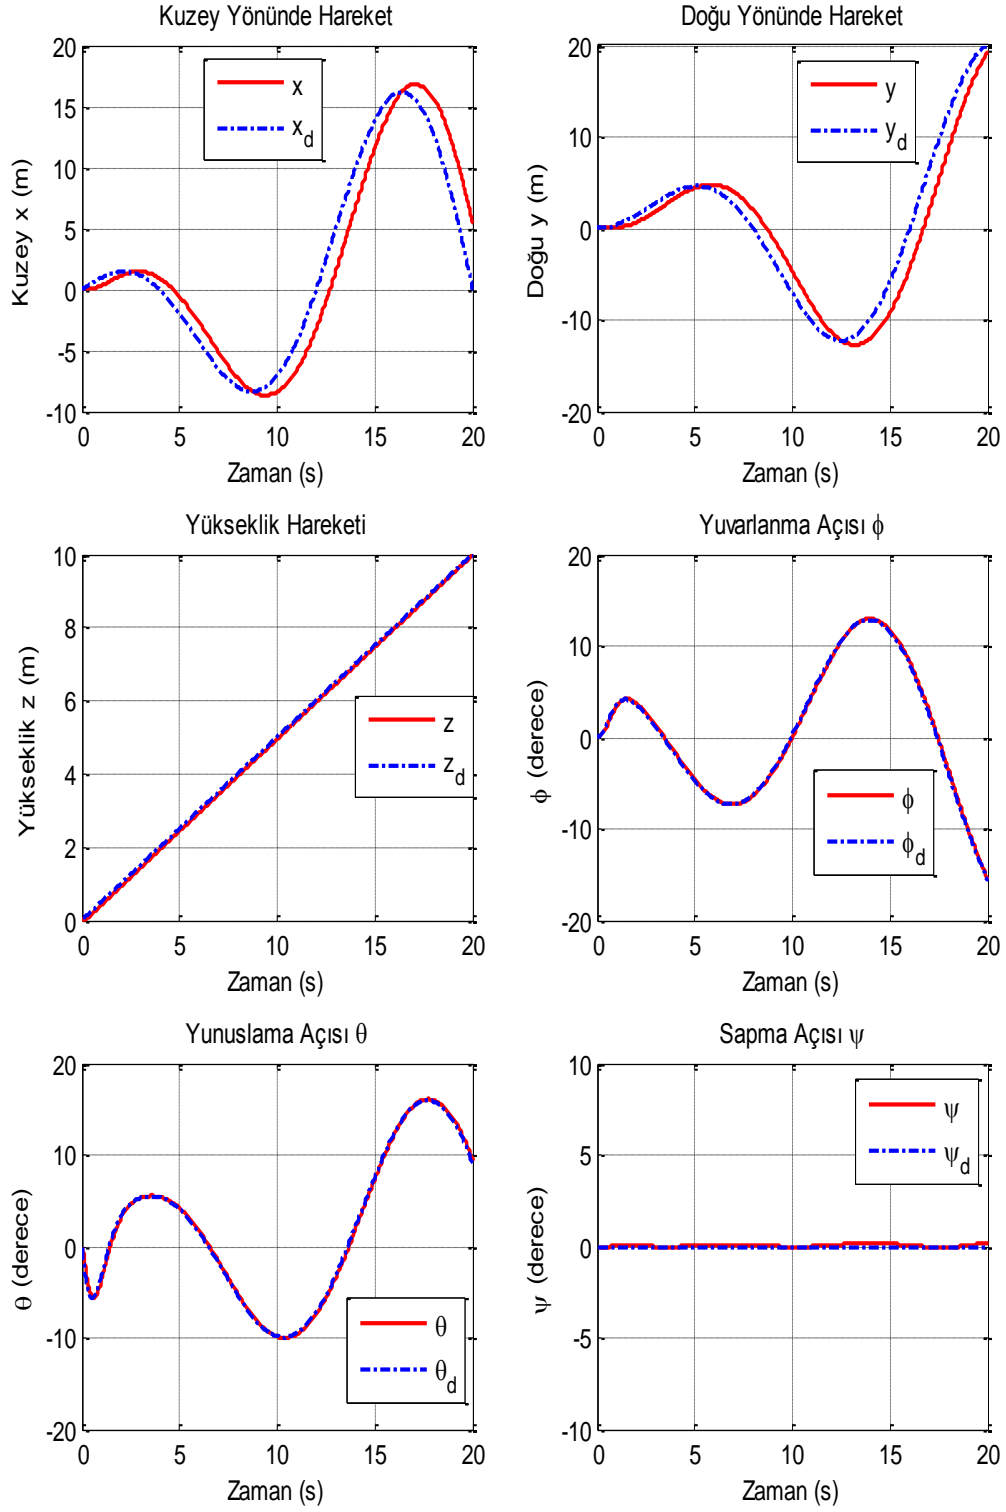 Kuzey Yönünde Hareket
20
15
10
5
0
-5
-10
Kuzey x (m)
x
x_d
0 5 10 15 20
Zaman (s)
Doğu Yönünde Hareket
20
10
0
-10
-20
Doğu y (m)
y
y_d
0 5 10 15 20
Zaman (s)
Yükseklik Hareketi
10
8
6
4
2
0
Yükseklik z (m)
z
z_d
0 5 10 15 20
Zaman (s)
Yuvarlanma Açısı ϕ
20
10
0
-10
-20
ϕ (derece)
ϕ
ϕ_d
0 5 10 15 20
Zaman (s)
Yunuslama Açısı θ
20
10
0
-10
-20
θ (derece)
θ
θ_d
0 5 10 15 20
Zaman (s)
Sapma Açısı ψ
10
5
0
-5
-10
ψ (derece)
ψ
ψ_d
0 5 10 15 20
Zaman (s)